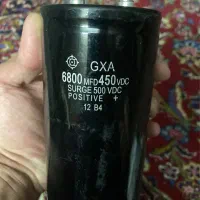 GXA
6800 MFD 450 VDC
SURGE 500 VDC
POSITIVE +
12 B4